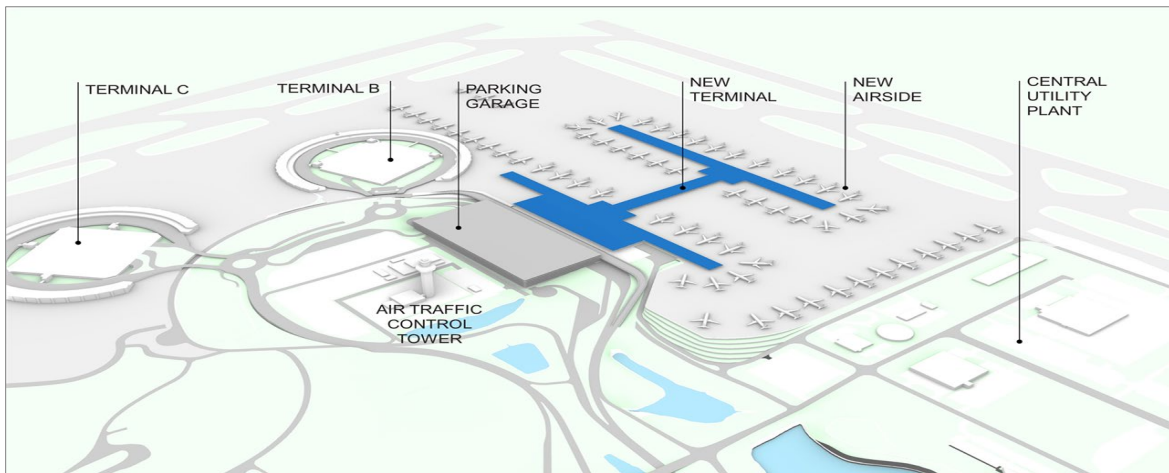 TERMINAL C
TERMINAL B
PARKING
GARAGE
NEW
TERMINAL
NEW
AIRSIDE
CENTRAL
UTILITY
PLANT
AIR TRAFFIC
CONTROL
TOWER